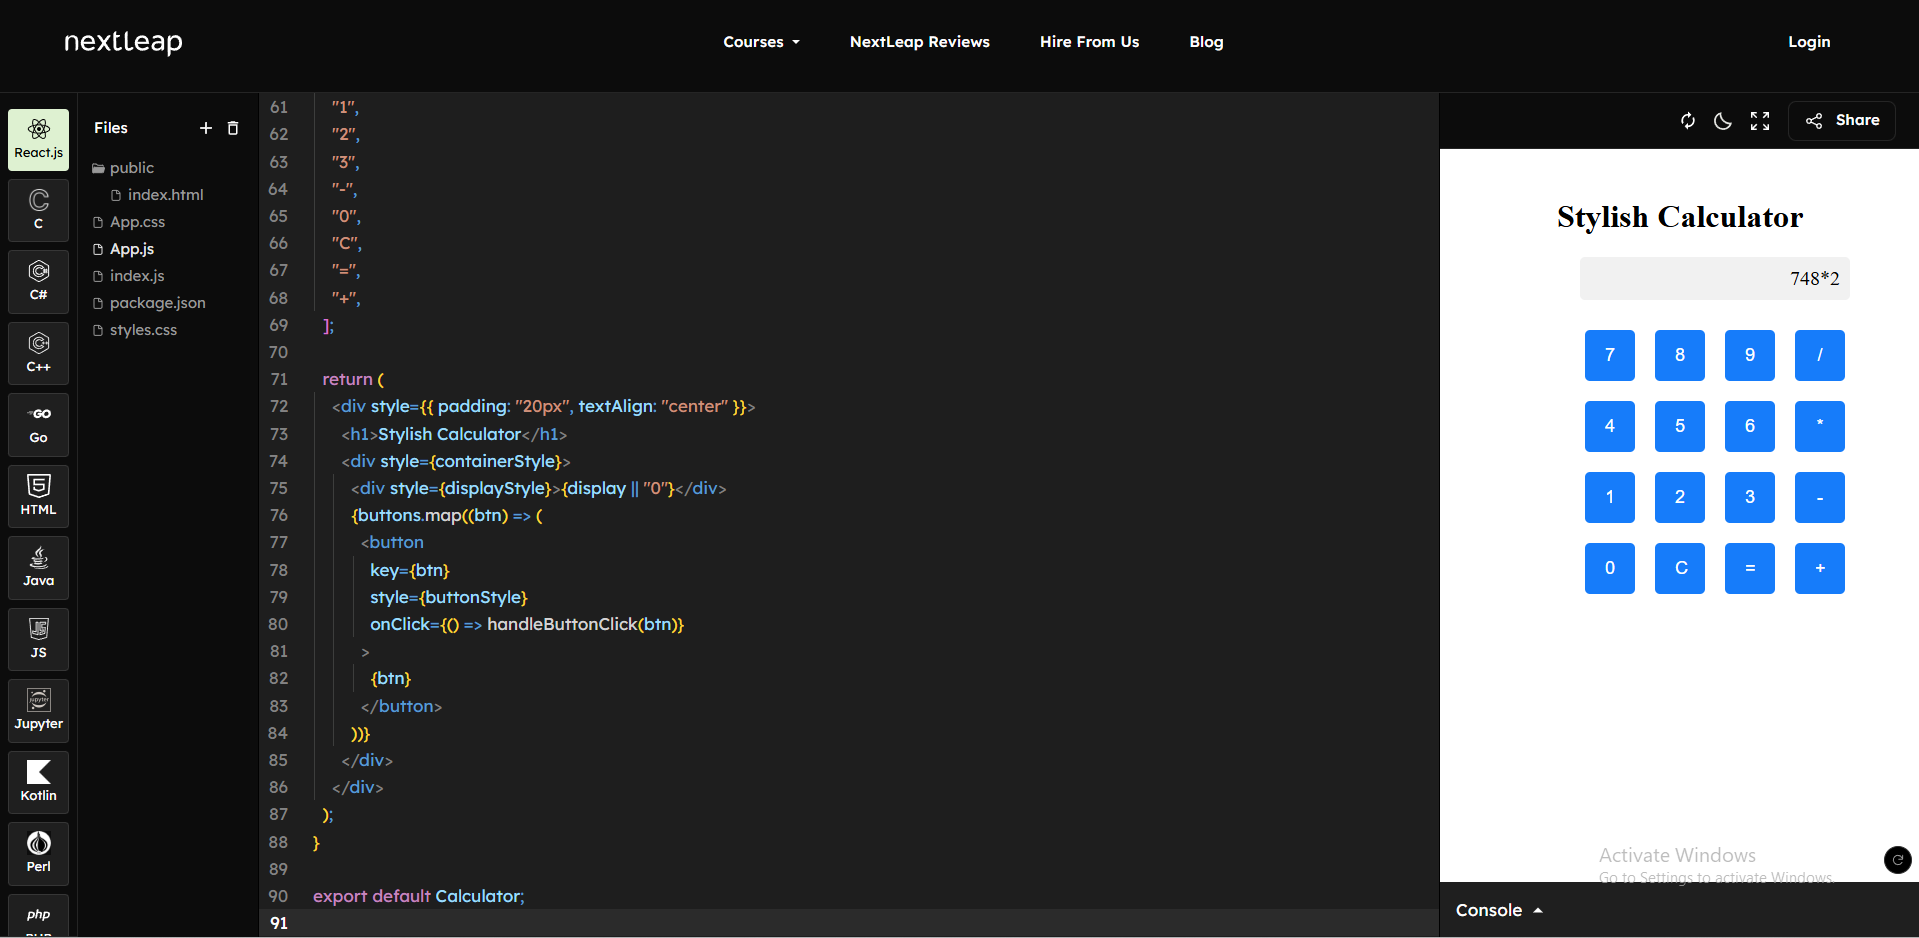 nextleap
Courses
NextLeap Reviews
Hire From Us
Blog
Login
React.js
C
C
C#
C++
GO
Go
5
HTML
Java
JS
JS
jupyter
Jupyter
Kotlin
Perl
php
Files
public
index.html
App.css
App.js
index.js
package.json
styles.css
61 "1",
62 "2",
63 "3",
64 "-",
65 "0",
66 "C",
67 "=",
68 "+",
69 ];
70
71 return (
72 <div style={{ padding: "20px", textAlign: "center" }}>
73 <h1>Stylish Calculator</h1>
74 <div style={containerStyle}>
75 <div style={displayStyle}>{display || "0"}</div>
76 {buttons.map((btn) => (
77 <button
78 key={btn}
79 style={buttonStyle}
80 onClick={() => handleButtonClick(btn)}
81 >
82 {btn}
83 </button>
84 ))}
85 </div>
86 </div>
87 );
88 }
89
90 export default Calculator;
91
Share
Stylish Calculator
748*2
7 8 9 /
4 5 6 *
1 2 3 -
0 C = +
Activate Windows
Go to Settings to activate Windows.
Console